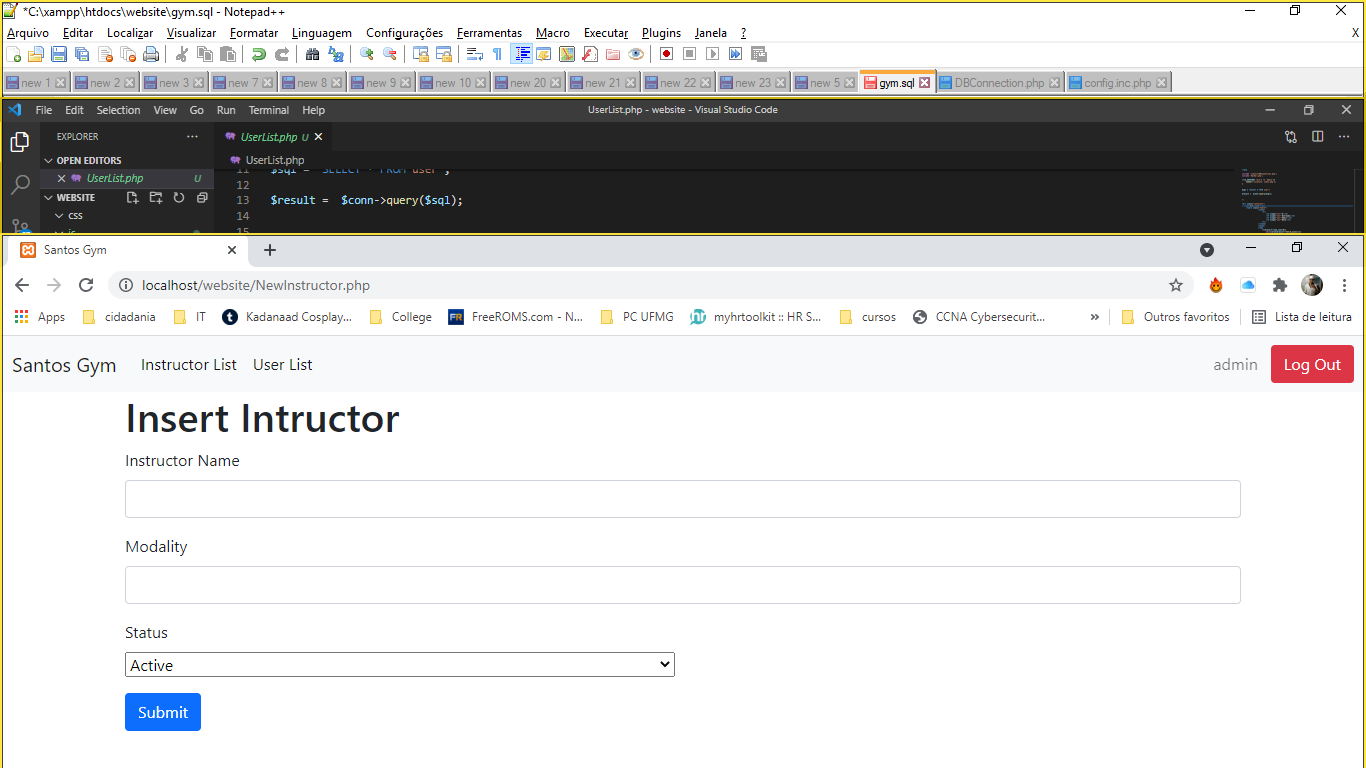 *C:\xampp\htdocs\website\gym.sql - Notepad++
Arquivo Editar Localizar Visualizar Formatar Linguagem Configurações Ferramentas Macro Executar Plugins Janela ? X
new 1 new 2 new 3 new 7 new 8 new 9 new 10 new 20 new 21 new 22 new 23 new 5 gym.sql DBConnection.php config.inc.php
File Edit Selection View Go Run Terminal Help UserList.php - website - Visual Studio Code
EXPLORER ... UserList.php U
OPEN EDITORS UserList.php
UserList.php U 11 $sql = "SELECT * FROM user";
12
WEBSITE 13 $result = $conn->query($sql);
css 14
js 15
Santos Gym
localhost/website/NewInstructor.php
Apps cidadania IT Kadanaad Cosplay... College FreeROMS.com - N... PC UFMG myhrtoolkit :: HR S... cursos CCNA Cybersecurit... » Outros favoritos Lista de leitura
Santos Gym Instructor List User List admin Log Out
Insert Intructor
Instructor Name
Modality
Status
Active
Submit